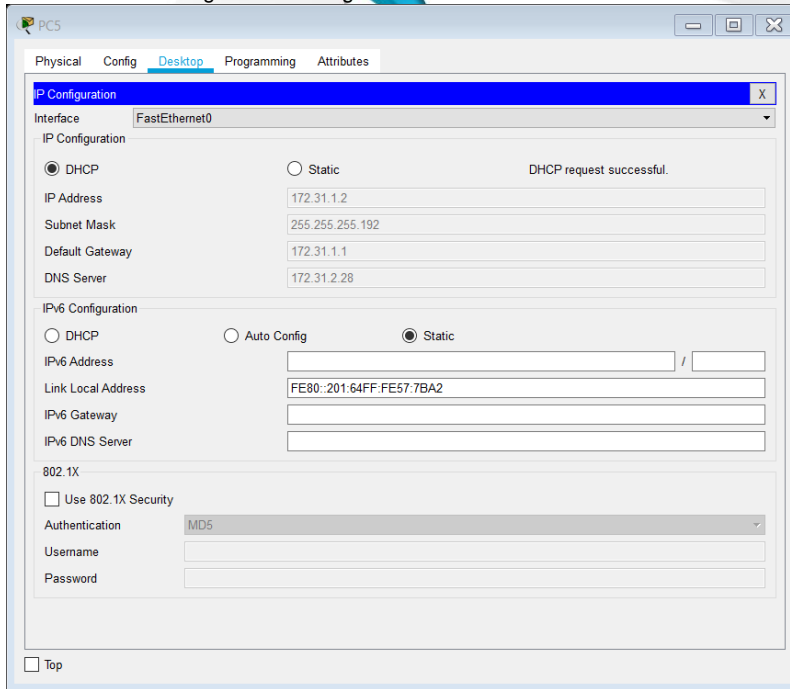 PC5
Physical Config Desktop Programming Attributes
IP Configuration X
Interface FastEthernet0
IP Configuration
DHCP Static DHCP request successful.
IP Address 172.31.1.2
Subnet Mask 255.255.255.192
Default Gateway 172.31.1.1
DNS Server 172.31.2.28
IPv6 Configuration
DHCP Auto Config Static
IPv6 Address /
Link Local Address FE80::201:64FF:FE57:7BA2
IPv6 Gateway
IPv6 DNS Server
802.1X
Use 802.1X Security
Authentication MD5
Username
Password
Top